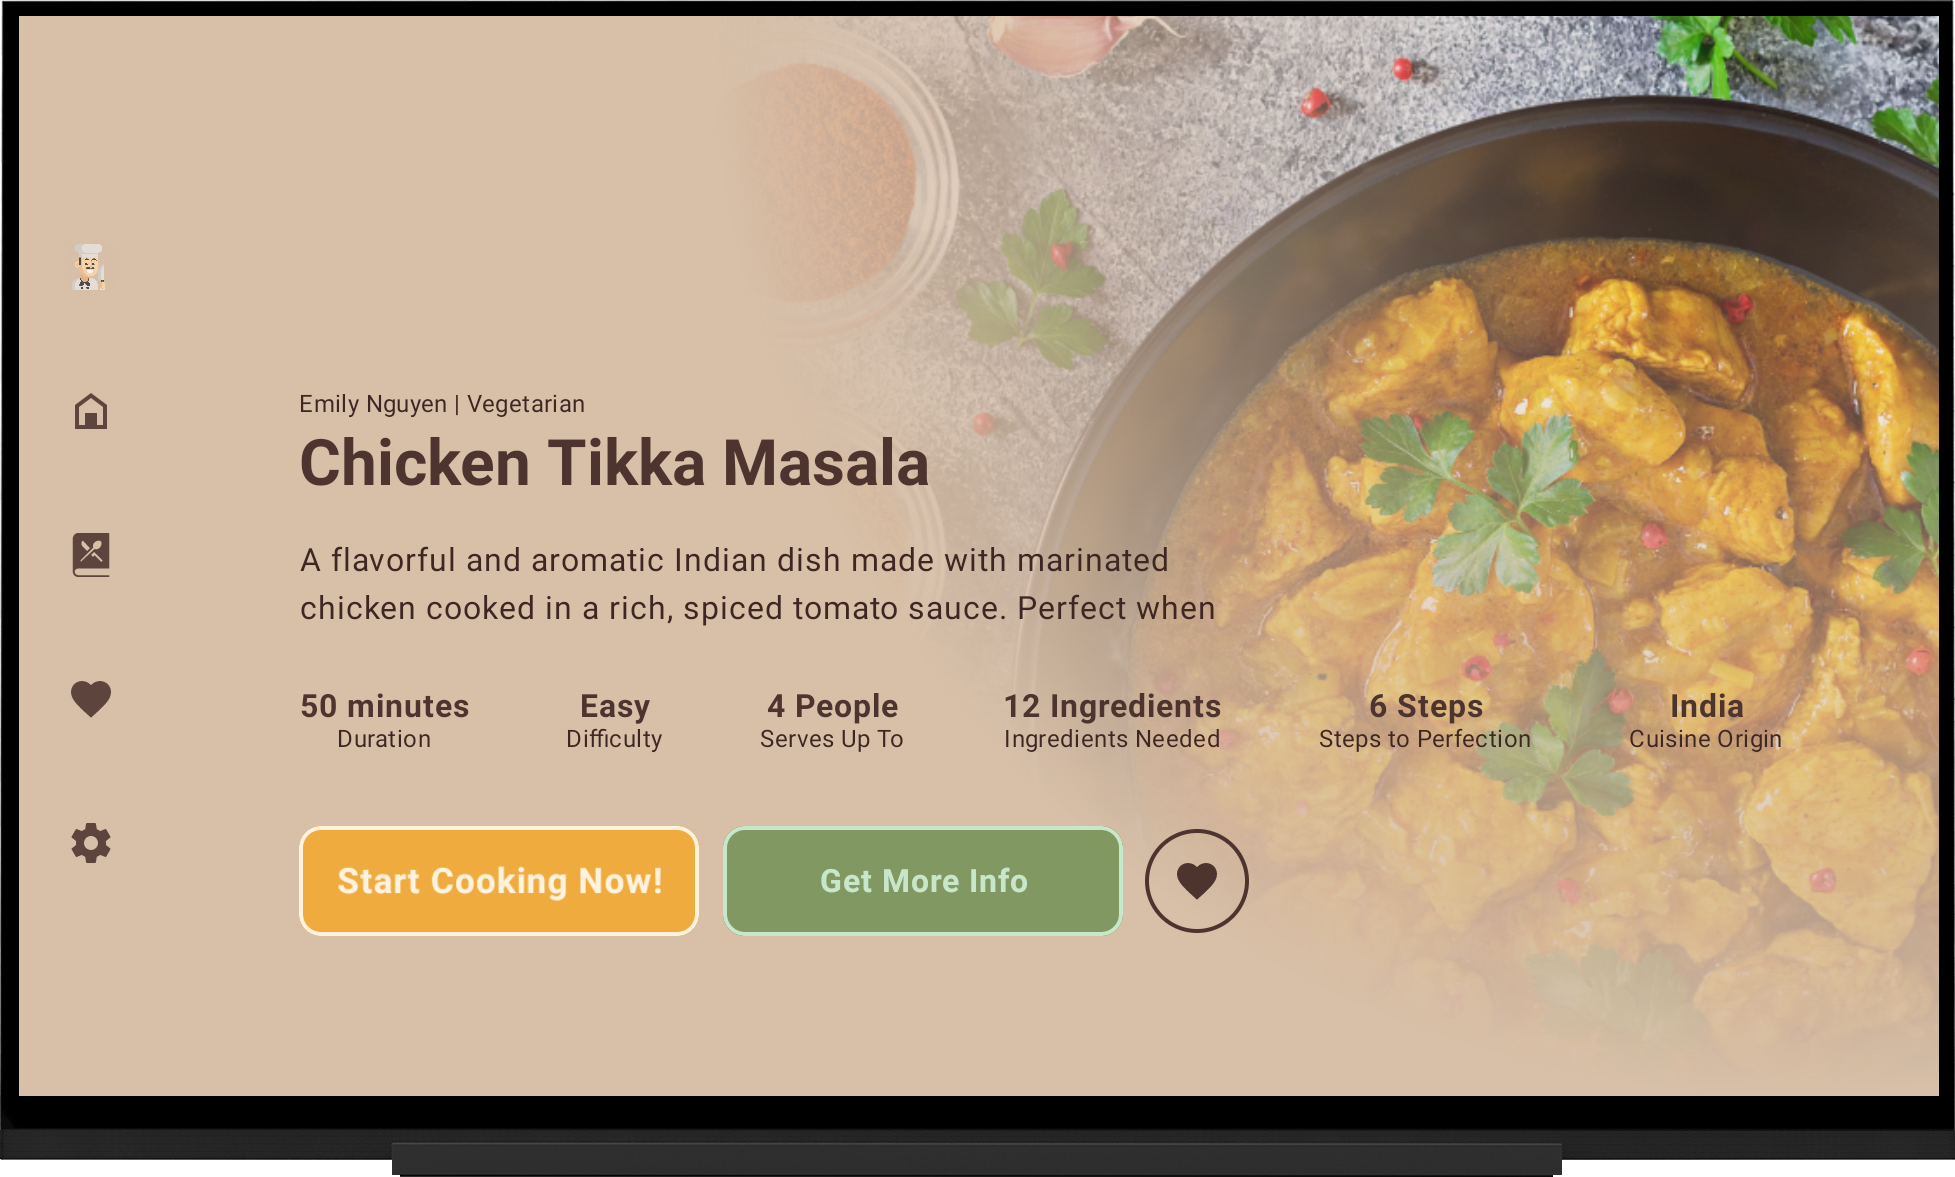 Emily Nguyen | Vegetarian
Chicken Tikka Masala
A flavorful and aromatic Indian dish made with marinated
chicken cooked in a rich, spiced tomato sauce. Perfect when
50 minutes
Duration
Easy
Difficulty
4 People
Serves Up To
12 Ingredients
Ingredients Needed
6 Steps
Steps to Perfection
India
Cuisine Origin
Start Cooking Now!
Get More Info